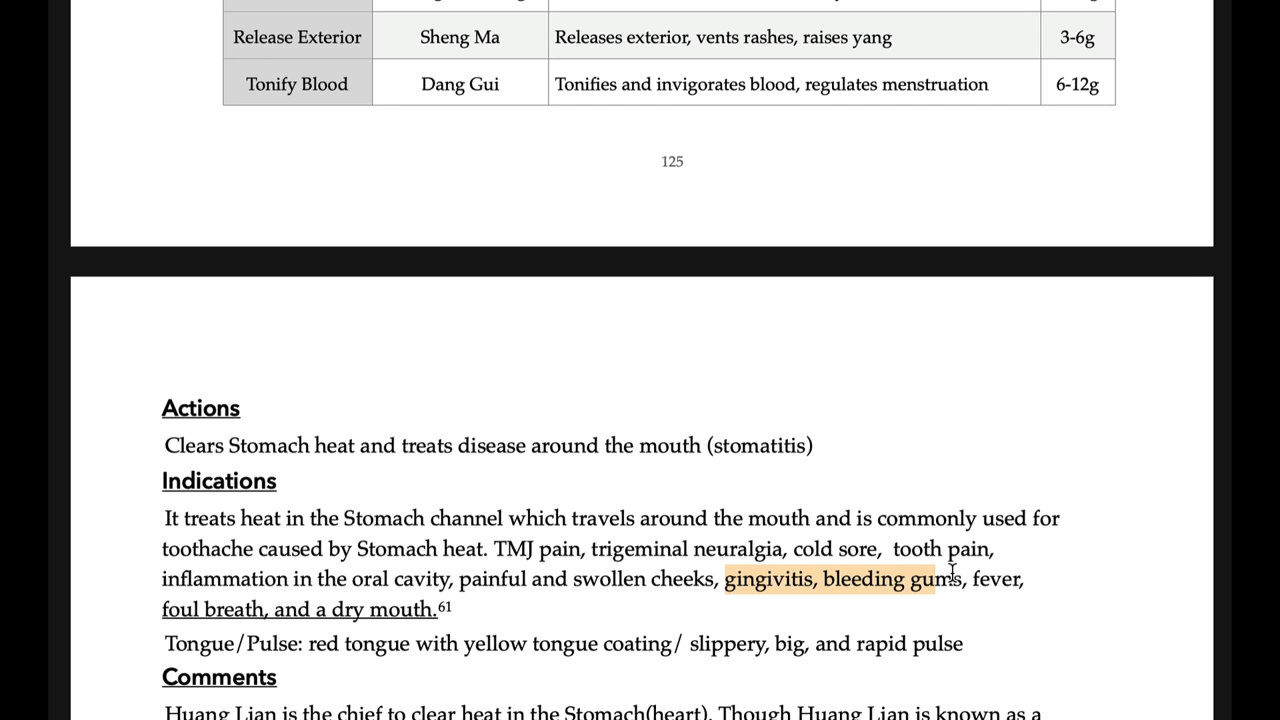 Release Exterior Sheng Ma Releases exterior, vents rashes, raises yang 3-6g
Tonify Blood Dang Gui Tonifies and invigorates blood, regulates menstruation 6-12g
125
Actions
Clears Stomach heat and treats disease around the mouth (stomatitis)
Indications
It treats heat in the Stomach channel which travels around the mouth and is commonly used for
toothache caused by Stomach heat. TMJ pain, trigeminal neuralgia, cold sore, tooth pain,
inflammation in the oral cavity, painful and swollen cheeks, gingivitis, bleeding gums, fever,
foul breath, and a dry mouth.⁶¹
Tongue/Pulse: red tongue with yellow tongue coating/ slippery, big, and rapid pulse
Comments
Huang Lian is the chief to clear heat in the Stomach(heart). Though Huang Lian is known as a